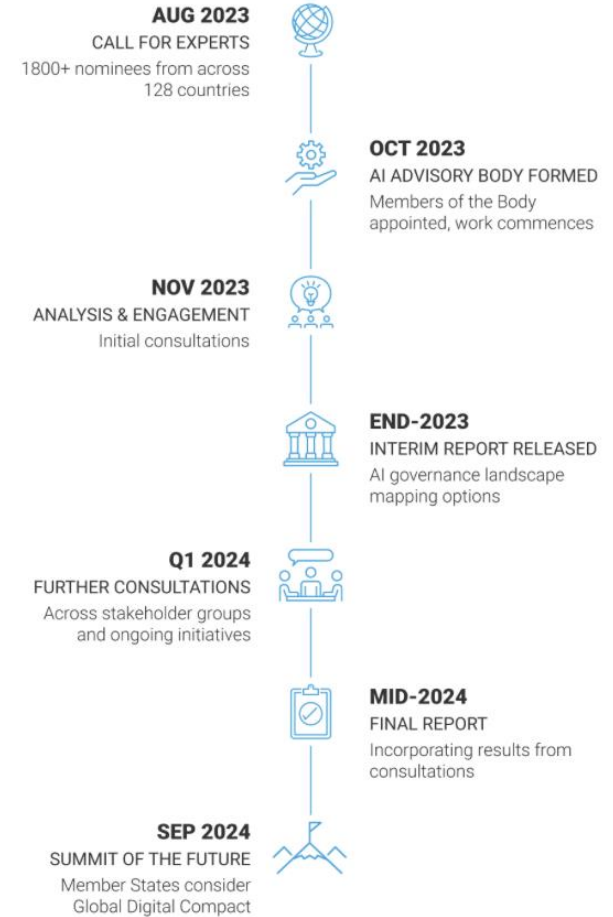 AUG 2023
CALL FOR EXPERTS
1800+ nominees from across
128 countries
OCT 2023
AI ADVISORY BODY FORMED
Members of the Body
appointed, work commences
NOV 2023
ANALYSIS & ENGAGEMENT
Initial consultations
END-2023
INTERIM REPORT RELEASED
AI governance landscape
mapping options
Q1 2024
FURTHER CONSULTATIONS
Across stakeholder groups
and ongoing initiatives
MID-2024
FINAL REPORT
Incorporating results from
consultations
SEP 2024
SUMMIT OF THE FUTURE
Member States consider
Global Digital Compact